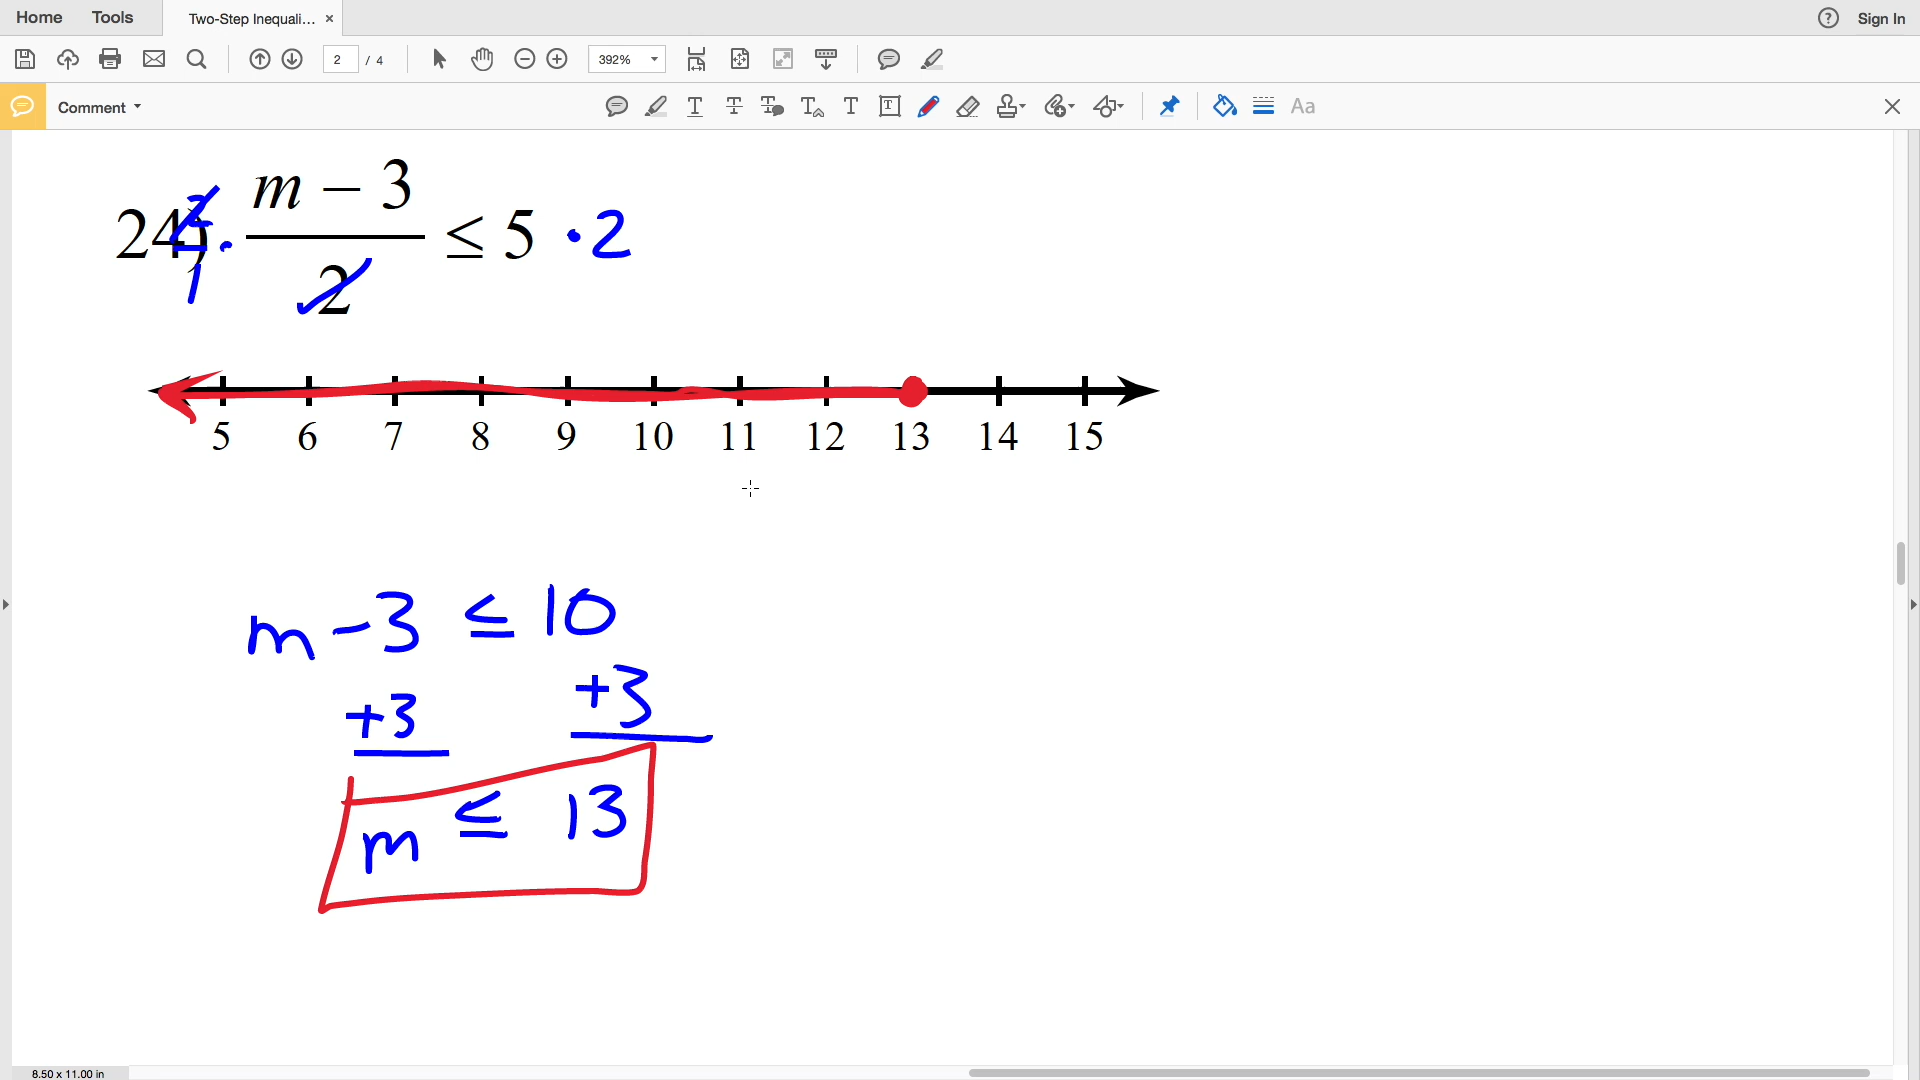 Home Tools Two-Step Inequali... × ? Sign In
2 / 4 392%
Comment T T T T T T Aa
24) m − 3 ≤ 5 · 2
2
1
2
5 6 7 8 9 10 11 12 13 14 15
m - 3 ≤ 10
+3 +3
m ≤ 13
8.50 x 11.00 in